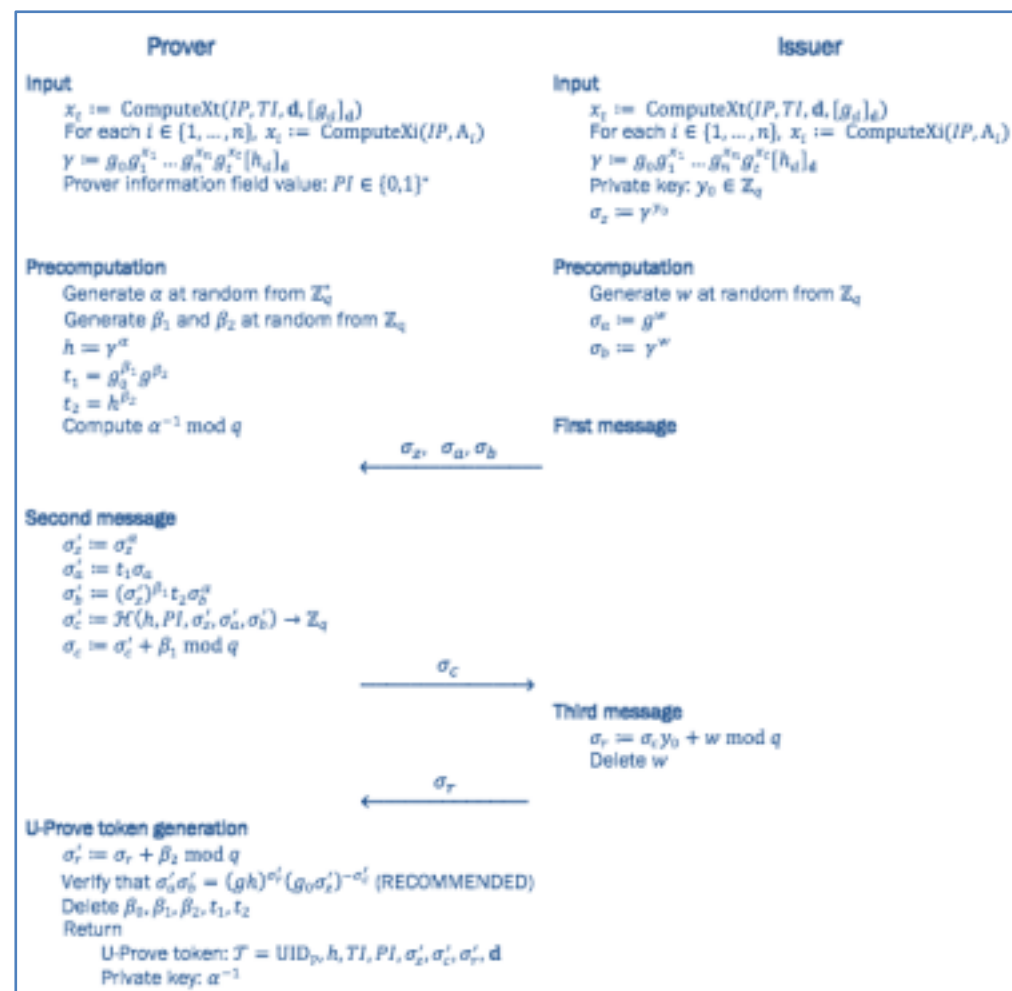 Prover
Input
x_t := ComputeXt(IP, TI, d, [g_d]_d)
For each i ∈ {1, ..., n}, x_i := ComputeXi(IP, A_i)
γ := g_0 g_1^{x_1} ... g_n^{x_n} g_t^{x_t} [h_d]_d
Prover information field value: PI ∈ {0,1}*
Issuer
Input
x_t := ComputeXt(IP, TI, d, [g_d]_d)
For each i ∈ {1, ..., n}, x_i := ComputeXi(IP, A_i)
γ := g_0 g_1^{x_1} ... g_n^{x_n} g_t^{x_t} [h_d]_d
Private key: y_0 ∈ ℤ_q
σ_z := γ^{y_0}
Precomputation
Generate α at random from ℤ_q^*
Generate β_1 and β_2 at random from ℤ_q
h := γ^α
t_1 = g_0^{β_1} g^{β_2}
t_2 = h^{β_2}
Compute α^{-1} mod q
Precomputation
Generate w at random from ℤ_q
σ_a := g^w
σ_b := γ^w
First message
σ_z, σ_a, σ_b
Second message
σ_z' := σ_z^α
σ_a' := t_1 σ_a
σ_b' := (σ_z')^{β_1} t_2 σ_b^α
σ_c' := ℋ(h, PI, σ_z', σ_a', σ_b') → ℤ_q
σ_c := σ_c' + β_1 mod q
σ_c
Third message
σ_r := σ_c y_0 + w mod q
Delete w
σ_r
U-Prove token generation
σ_r' := σ_r + β_2 mod q
Verify that σ_a' σ_b' = (gh)^{σ_r'} (g_0 σ_z')^{-σ_c'} (RECOMMENDED)
Delete β_0, β_1, β_2, t_1, t_2
Return
U-Prove token: 𝒯 = UID_P, h, TI, PI, σ_z', σ_c', σ_r', d
Private key: α^{-1}